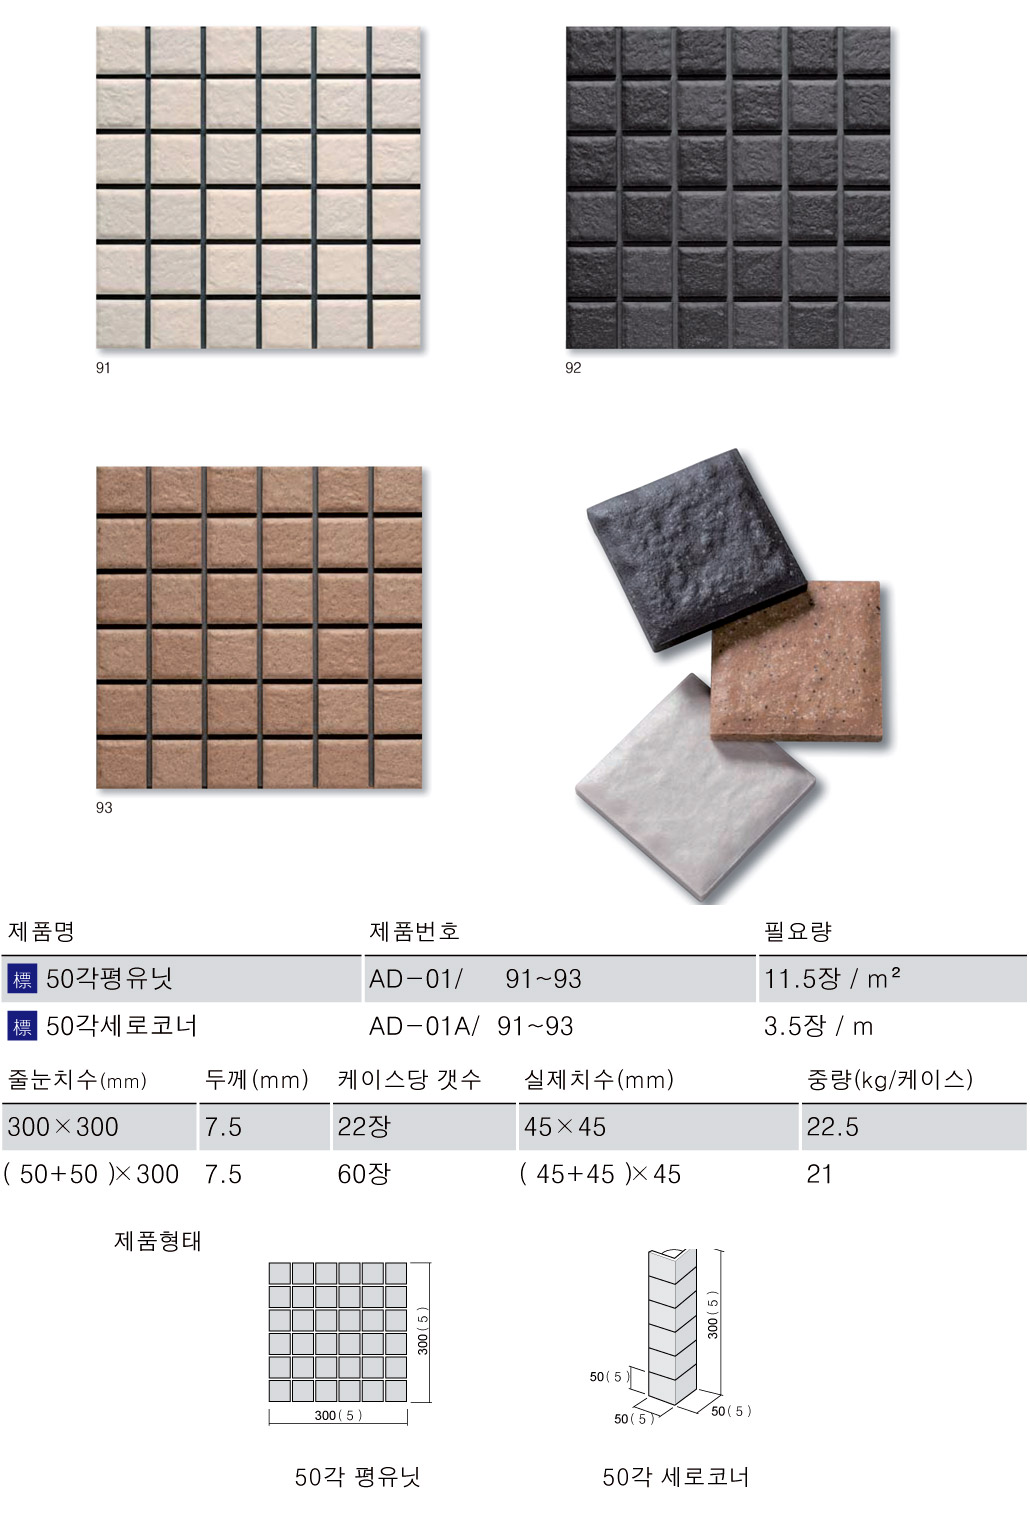 91
92
93
제품명 제품번호 필요량
標 50각평유닛 AD-01/ 91~93 11.5장 / m²
標 50각세로코너 AD-01A/ 91~93 3.5장 / m
줄눈치수(mm) 두께(mm) 케이스당 갯수 실제치수(mm) 중량(kg/케이스)
300×300 7.5 22장 45×45 22.5
( 50+50 )×300 7.5 60장 ( 45+45 )×45 21
제품형태
300( 5 )
300( 5 )
300( 5 )
50( 5 )
50( 5 )
50( 5 )
50각 평유닛
50각 세로코너